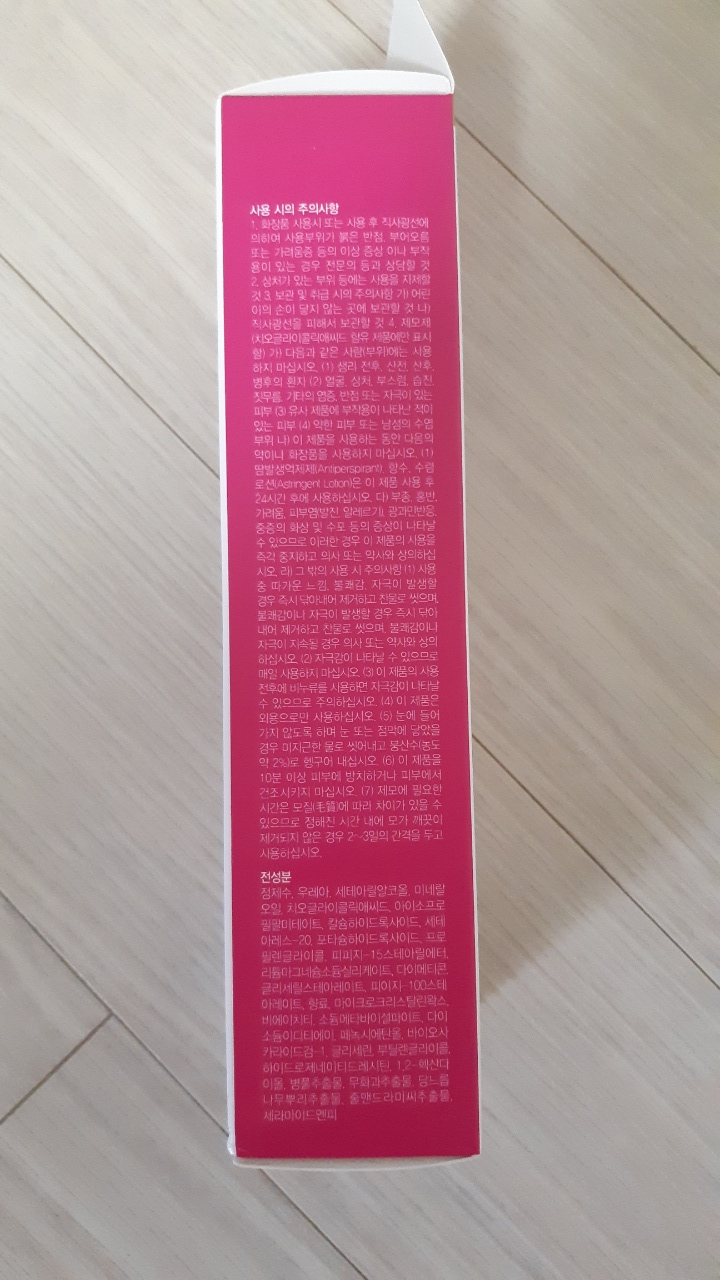 사용 시의 주의사항
1. 화장품 사용시 또는 사용 후 직사광선에
의하여 사용부위가 붉은 반점, 부어오름
또는 가려움증 등의 이상 증상 이나 부작
용이 있는 경우 전문의 등과 상담할 것
2. 상처가 있는 부위 등에는 사용을 자제할
것 3. 보관 및 취급 시의 주의사항 가) 어린
이의 손이 닿지 않는 곳에 보관할 것 나)
직사광선을 피해서 보관할 것 4. 제모제
(치오글라이콜릭애씨드 함유 제품에만 표시
함) 가) 다음과 같은 사람(부위)에는 사용
하지 마십시오. (1) 생리 전후, 산전, 산후,
병후의 환자 (2) 얼굴, 상처, 부스럼, 습진,
짓무름, 기타의 염증, 반점 또는 자극이 있는
피부 (3) 유사 제품에 부작용이 나타난 적이
있는 피부 (4) 약한 피부 또는 남성의 수염
부위 나) 이 제품을 사용하는 동안 다음의
약이나 화장품을 사용하지 마십시오. (1)
땀발생억제제(Antiperspirant), 향수, 수렴
로션(Astringent Lotion)은 이 제품 사용 후
24시간 후에 사용하십시오. 다) 부종, 홍반,
가려움, 피부염(발진, 알레르기), 광과민반응,
중증의 화상 및 수포 등의 증상이 나타날
수 있으므로 이러한 경우 이 제품의 사용을
즉각 중지하고 의사 또는 약사와 상의하십
시오. 라) 그 밖의 사용 시 주의사항 (1) 사용
중 따가운 느낌, 불쾌감, 자극이 발생할
경우 즉시 닦아내어 제거하고 찬물로 씻으며,
불쾌감이나 자극이 발생할 경우 즉시 닦아
내어 제거하고 찬물로 씻으며, 불쾌감이나
자극이 지속될 경우 의사 또는 약사와 상의
하십시오. (2) 자극감이 나타날 수 있으므로
매일 사용하지 마십시오. (3) 이 제품의 사용
전후에 비누류를 사용하면 자극감이 나타날
수 있으므로 주의하십시오. (4) 이 제품은
외용으로만 사용하십시오. (5) 눈에 들어
가지 않도록 하며 눈 또는 점막에 닿았을
경우 미지근한 물로 씻어내고 붕산수(농도
약 2%)로 헹구어 내십시오. (6) 이 제품을
10분 이상 피부에 방치하거나 피부에서
건조시키지 마십시오. (7) 제모에 필요한
시간은 모질(毛質)에 따라 차이가 있을 수
있으므로 정해진 시간 내에 모가 깨끗이
제거되지 않은 경우 2~3일의 간격을 두고
사용하십시오.
전성분
정제수, 우레아, 세테아릴알코올, 미네랄
오일, 치오글라이콜릭애씨드, 아이소프로
필팔미테이트, 칼슘하이드록사이드, 세테
아레스-20, 포타슘하이드록사이드, 프로
필렌글라이콜, 피피지-15스테아릴에터,
리튬마그네슘소듐실리케이트, 다이메티콘,
글리세릴스테아레이트, 피이지-100스테
아레이트, 향료, 마이크로크리스탈린왁스,
비에이치티, 소듐메타바이설파이트, 다이
소듐이디티에이, 페녹시에탄올, 바이오사
카라이드검-1, 글리세린, 부틸렌글라이콜,
하이드로제네이티드레시틴, 1,2-헥산다
이올, 병풀추출물, 무화과추출물, 당느릅
나무뿌리추출물, 줄맨드라미씨추출물,
세라마이드엔피